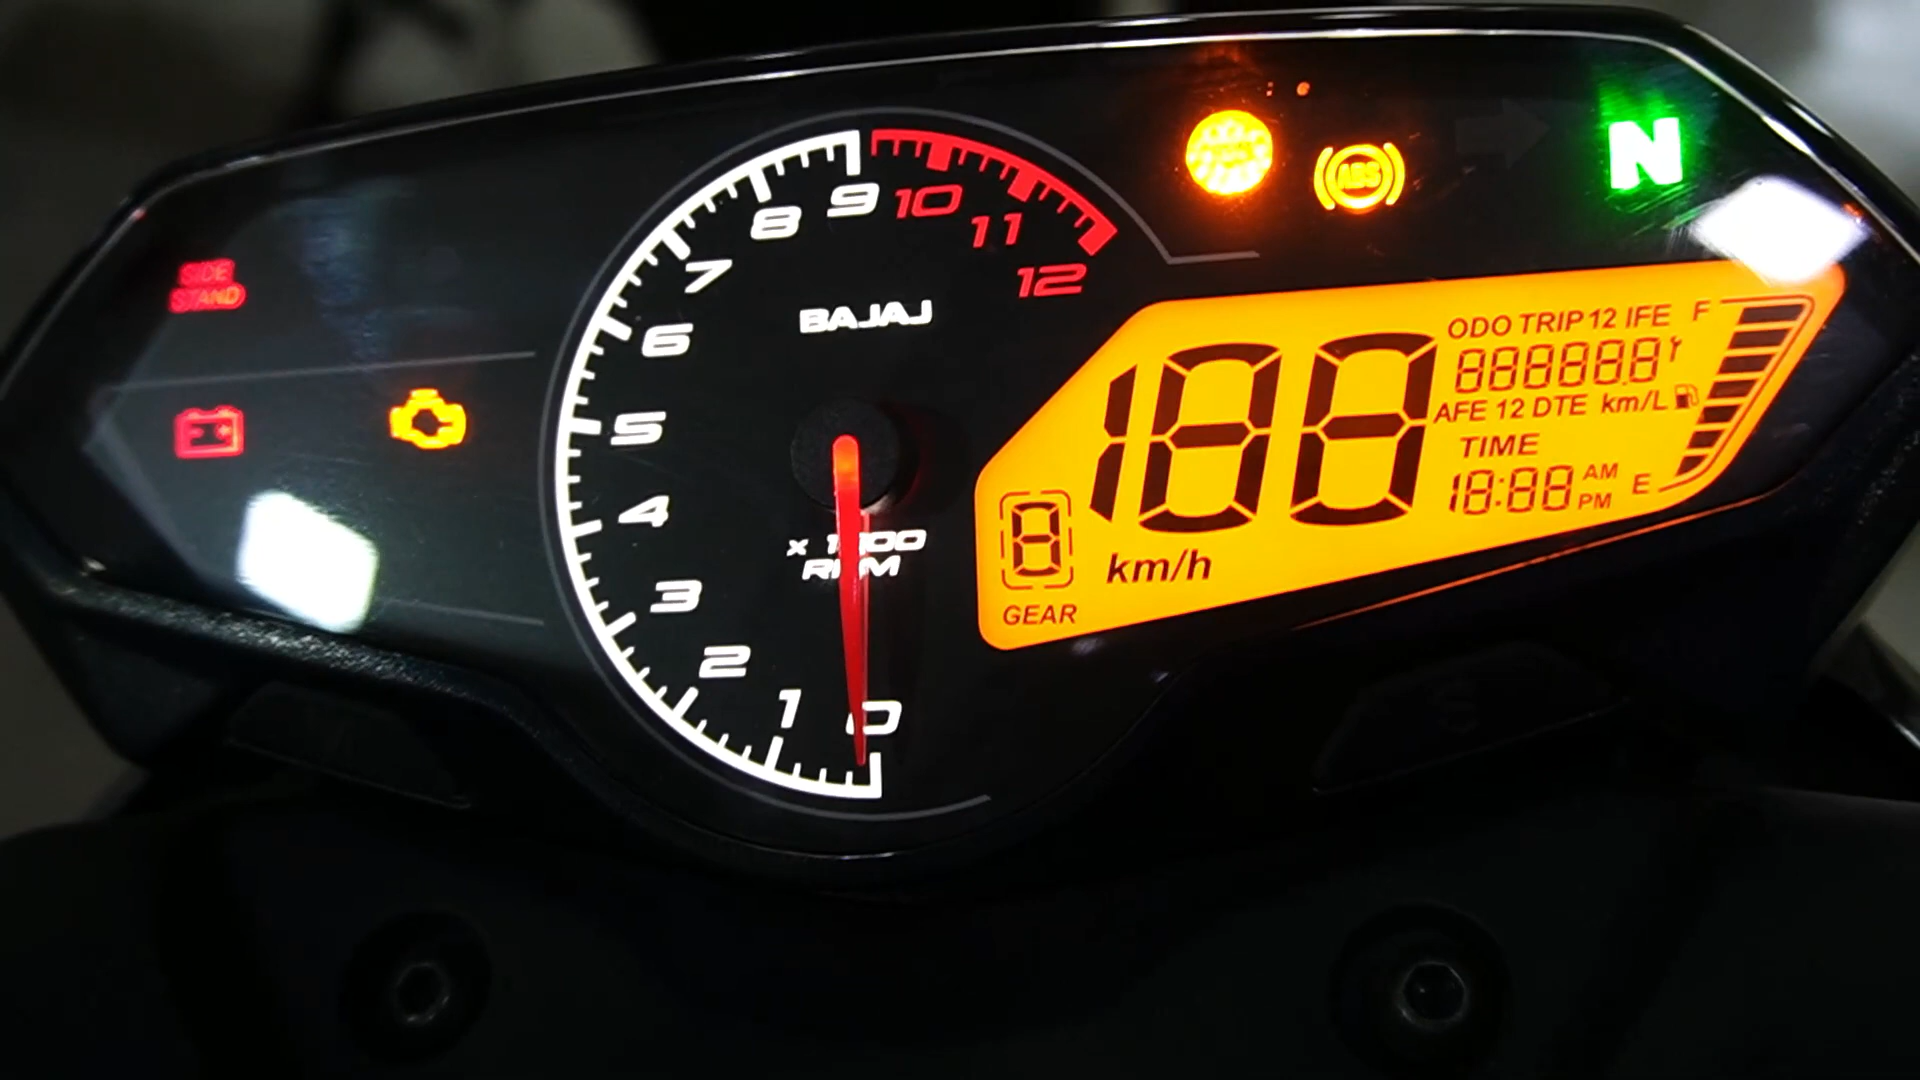 SIDE
STAND
9
8
10
7
11
12
6
BAJAJ
5
4
x 1000
RPM
3
2
1
0
ABS
N
ODO TRIP 12 IFE F
888888
AFE 12 DTE km/L
TIME
18:88 AM
PM
E
188
8
km/h
GEAR